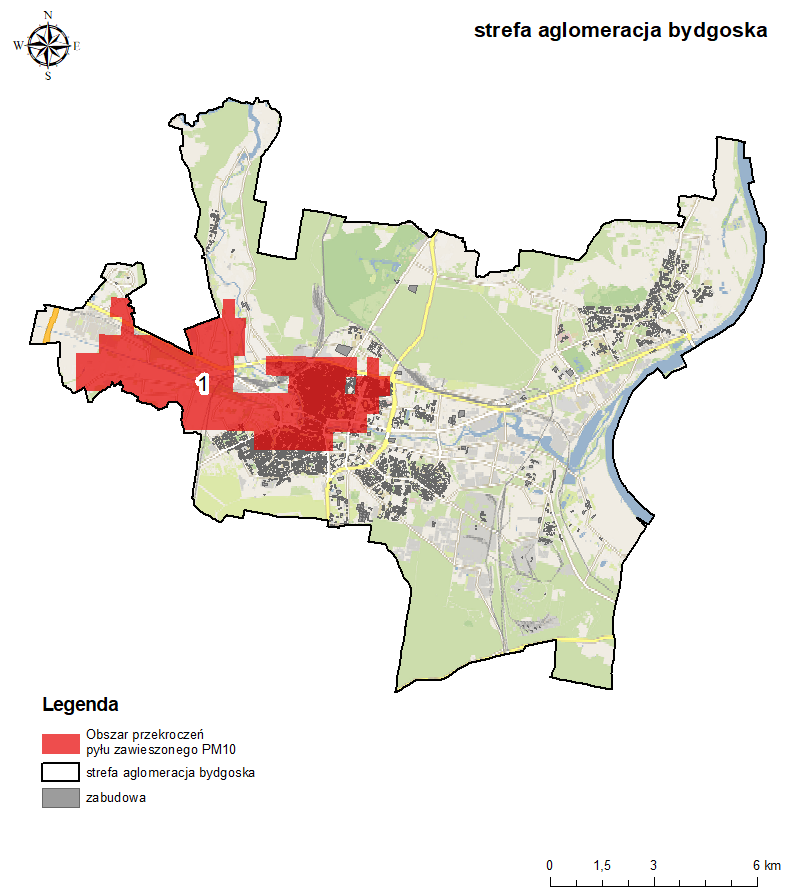 N
W E
S
strefa aglomeracja bydgoska
1
Legenda
Obszar przekroczeń
pyłu zawieszonego PM10
strefa aglomeracja bydgoska
zabudowa
0 1,5 3 6 km